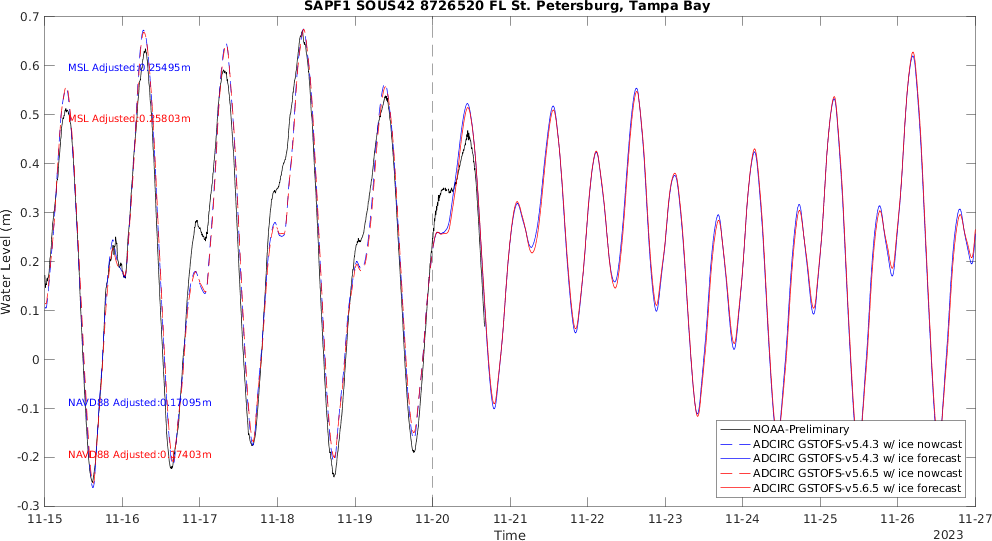 SAPF1 SOUS42 8726520 FL St. Petersburg, Tampa Bay
Water Level (m)
0.7
0.6
0.5
0.4
0.3
0.2
0.1
0
-0.1
-0.2
-0.3
MSL Adjusted:0.25495m
MSL Adjusted:0.25803m
NAVD88 Adjusted:0.17095m
NAVD88 Adjusted:0.17403m
NOAA-Preliminary
ADCIRC GSTOFS-v5.4.3 w/ ice nowcast
ADCIRC GSTOFS-v5.4.3 w/ ice forecast
ADCIRC GSTOFS-v5.6.5 w/ ice nowcast
ADCIRC GSTOFS-v5.6.5 w/ ice forecast
11-15 11-16 11-17 11-18 11-19 11-20 11-21 11-22 11-23 11-24 11-25 11-26 11-27
Time
2023